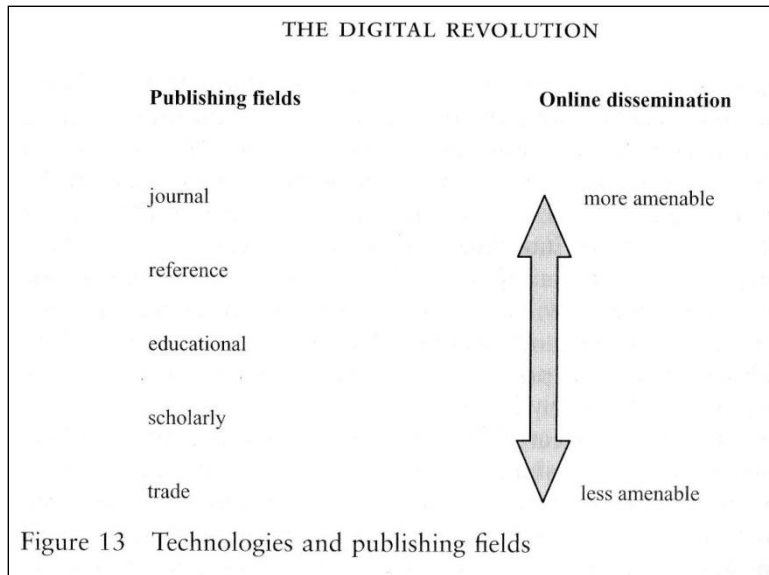 THE DIGITAL REVOLUTION
Publishing fields Online dissemination
journal more amenable
reference
educational
scholarly
trade less amenable
Figure 13 Technologies and publishing fields